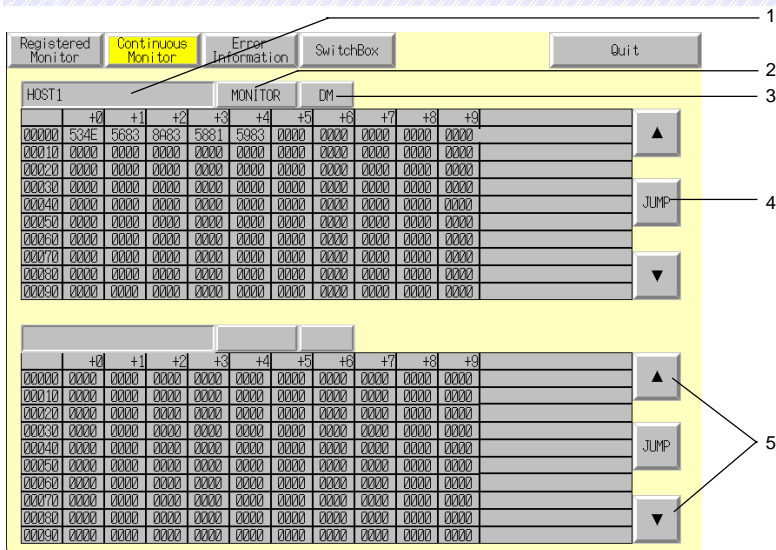 1
Registered Monitor Continuous Monitor Error Information SwitchBox Quit
2
HOST1 MONITOR DM
3
+0 +1 +2 +3 +4 +5 +6 +7 +8 +9
00000 534E 5683 8A83 5881 5983 0000 0000 0000 0000 0000
▲
00010 0000 0000 0000 0000 0000 0000 0000 0000 0000 0000
00020 0000 0000 0000 0000 0000 0000 0000 0000 0000 0000
00030 0000 0000 0000 0000 0000 0000 0000 0000 0000 0000
00040 0000 0000 0000 0000 0000 0000 0000 0000 0000 0000
JUMP 4
00050 0000 0000 0000 0000 0000 0000 0000 0000 0000 0000
00060 0000 0000 0000 0000 0000 0000 0000 0000 0000 0000
00070 0000 0000 0000 0000 0000 0000 0000 0000 0000 0000
00080 0000 0000 0000 0000 0000 0000 0000 0000 0000 0000
▼
00090 0000 0000 0000 0000 0000 0000 0000 0000 0000 0000
+0 +1 +2 +3 +4 +5 +6 +7 +8 +9
00000 0000 0000 0000 0000 0000 0000 0000 0000 0000 0000
▲
00010 0000 0000 0000 0000 0000 0000 0000 0000 0000 0000
00020 0000 0000 0000 0000 0000 0000 0000 0000 0000 0000
00030 0000 0000 0000 0000 0000 0000 0000 0000 0000 0000
00040 0000 0000 0000 0000 0000 0000 0000 0000 0000 0000
JUMP 5
00050 0000 0000 0000 0000 0000 0000 0000 0000 0000 0000
00060 0000 0000 0000 0000 0000 0000 0000 0000 0000 0000
00070 0000 0000 0000 0000 0000 0000 0000 0000 0000 0000
00080 0000 0000 0000 0000 0000 0000 0000 0000 0000 0000
▼
00090 0000 0000 0000 0000 0000 0000 0000 0000 0000 0000